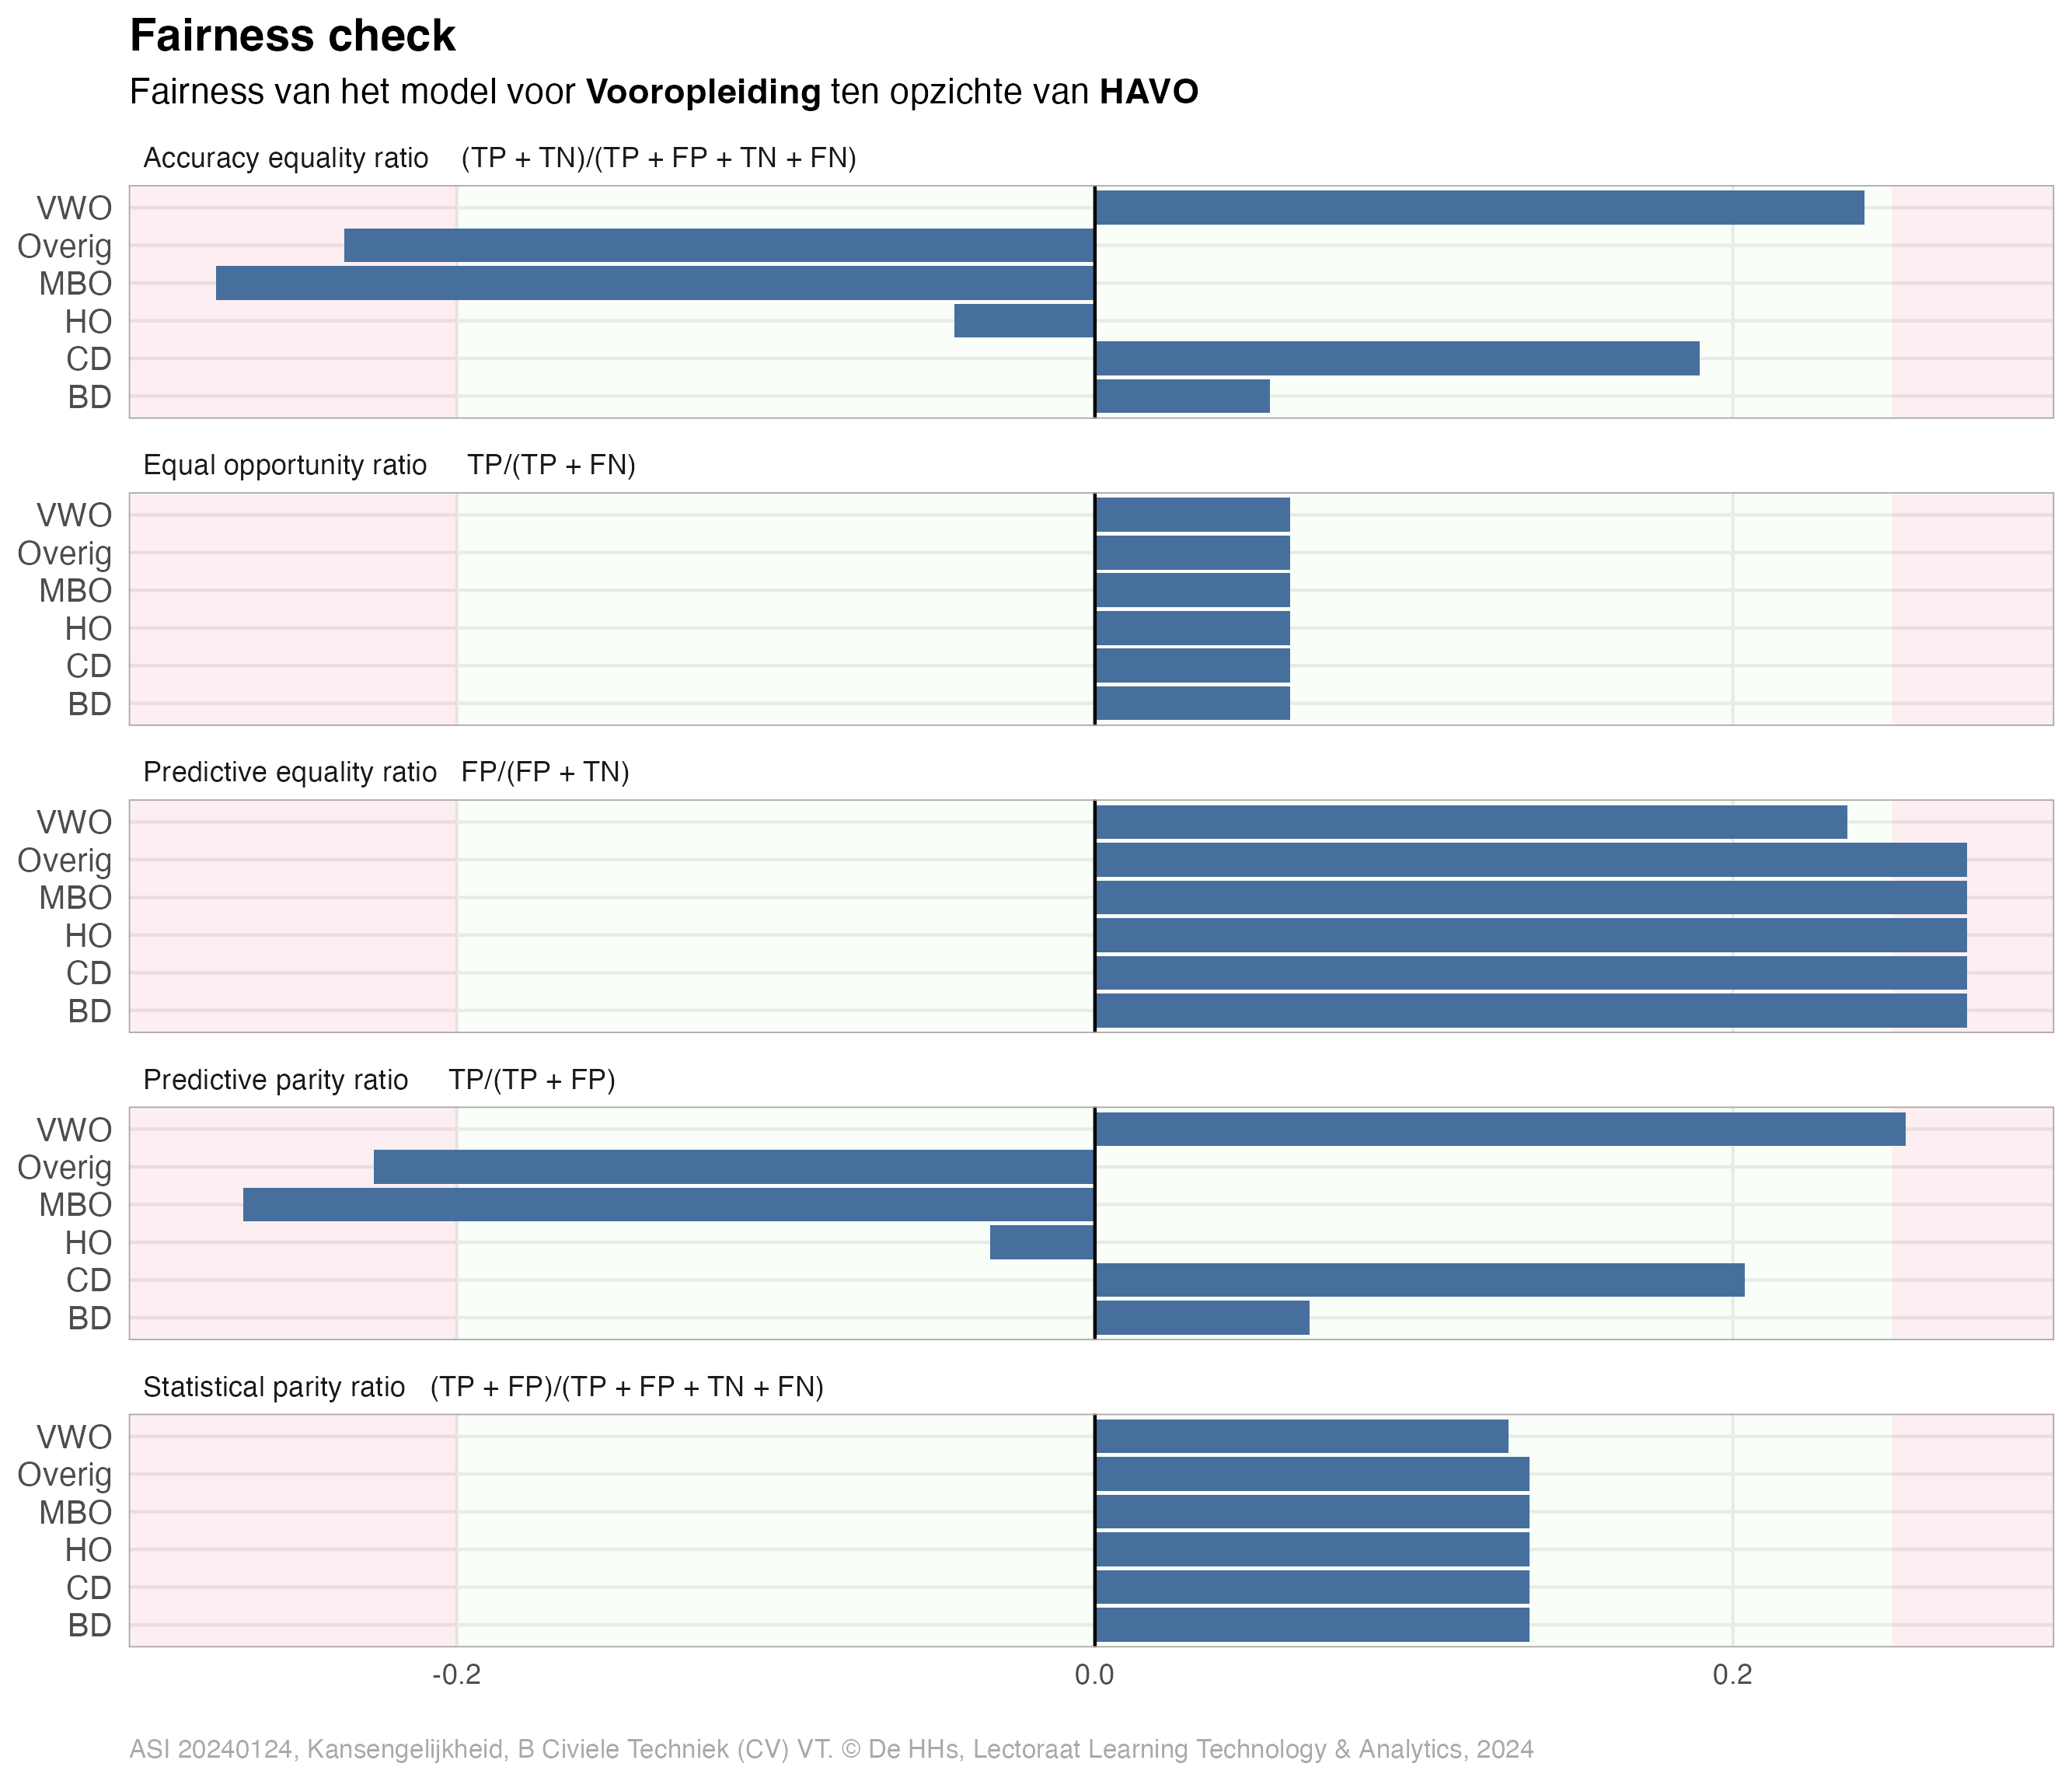 Fairness check
Fairness van het model voor Vooropleiding ten opzichte van HAVO
Accuracy equality ratio (TP + TN)/(TP + FP + TN + FN)
VWO
Overig
MBO
HO
CD
BD
Equal opportunity ratio TP/(TP + FN)
VWO
Overig
MBO
HO
CD
BD
Predictive equality ratio FP/(FP + TN)
VWO
Overig
MBO
HO
CD
BD
Predictive parity ratio TP/(TP + FP)
VWO
Overig
MBO
HO
CD
BD
Statistical parity ratio (TP + FP)/(TP + FP + TN + FN)
VWO
Overig
MBO
HO
CD
BD
-0.2 0.0 0.2
ASI 20240124, Kansengelijkheid, B Civiele Techniek (CV) VT. © De HHs, Lectoraat Learning Technology & Analytics, 2024